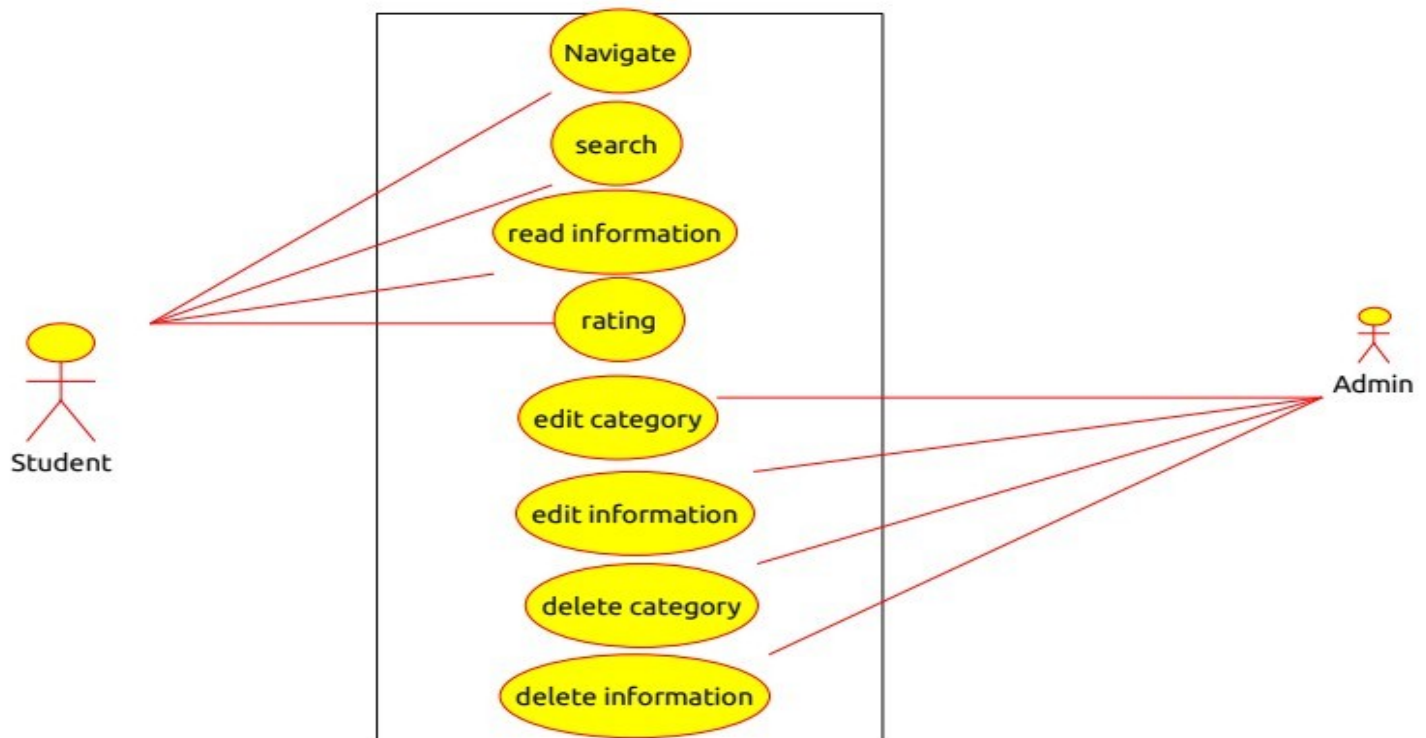 Navigate
search
read information
rating
edit category
edit information
delete category
delete information
Student
Admin